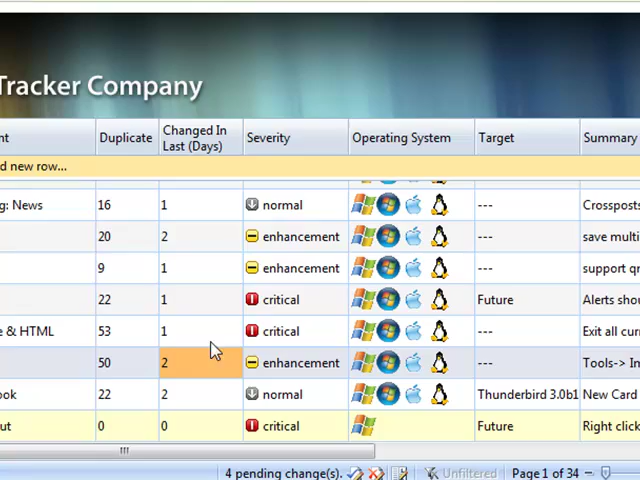 Tracker Company
nt Duplicate Changed In Last (Days) Severity Operating System Target Summary
d new row...
g: News 16 1 normal --- Crossposts
20 2 enhancement --- save multi
9 1 enhancement --- support qr
22 1 critical Future Alerts shou
e & HTML 53 1 critical --- Exit all curr
50 2 enhancement --- Tools-> In
ook 22 2 normal Thunderbird 3.0b1 New Card
ut 0 0 critical Future Right click
4 pending change(s). Unfiltered Page 1 of 34